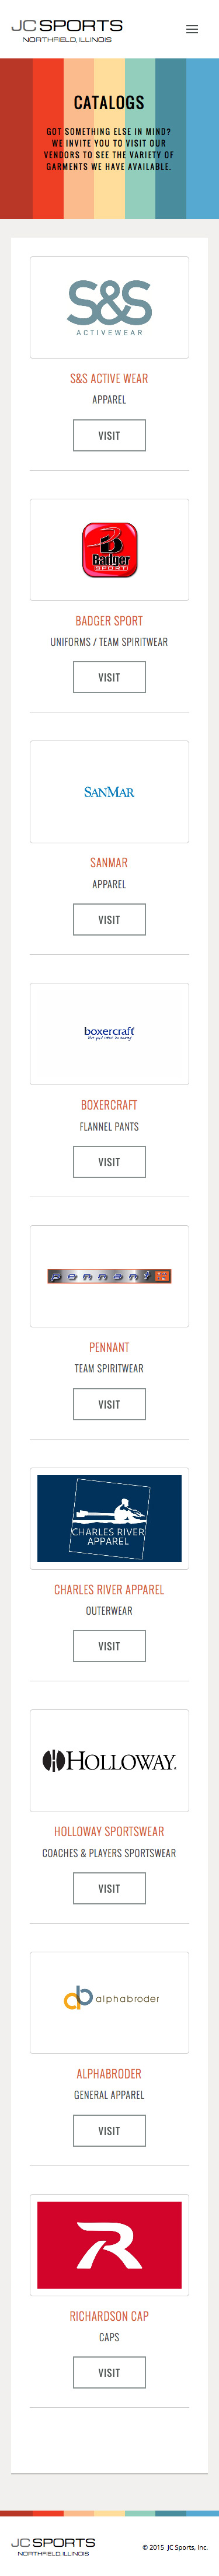 JC SPORTS
NORTHFIELD, ILLINOIS
CATALOGS
GOT SOMETHING ELSE IN MIND?
WE INVITE YOU TO VISIT OUR
VENDORS TO SEE THE VARIETY OF
GARMENTS WE HAVE AVAILABLE.
S&S
ACTIVEWEAR
S&S ACTIVE WEAR
APPAREL
VISIT
B
Badger
SPORT
BADGER SPORT
UNIFORMS / TEAM SPIRITWEAR
VISIT
SANMAR
SANMAR
APPAREL
VISIT
boxercraft
BOXERCRAFT
FLANNEL PANTS
VISIT
pennant
PENNANT
TEAM SPIRITWEAR
VISIT
CHARLES RIVER
APPAREL
CHARLES RIVER APPAREL
OUTERWEAR
VISIT
HOLLOWAY
HOLLOWAY SPORTSWEAR
COACHES & PLAYERS SPORTSWEAR
VISIT
ab alphabroder
ALPHABRODER
GENERAL APPAREL
VISIT
R
RICHARDSON CAP
CAPS
VISIT
JC SPORTS
NORTHFIELD, ILLINOIS
© 2015 JC Sports, Inc.